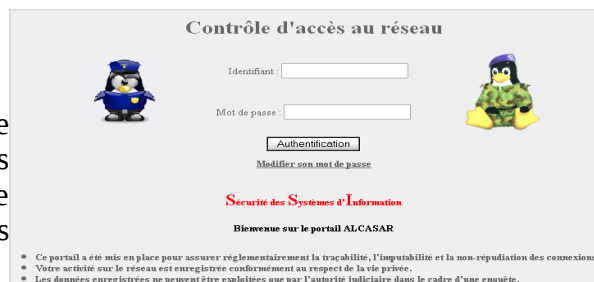 Contrôle d'accès au réseau
Identifiant :
Mot de passe :
Authentification
Modifier son mot de passe
Sécurité des Systèmes d'Information
Bienvenue sur le portail ALCASAR
e
s
e
s
Ce portail a été mis en place pour assurer réglementairement la traçabilité, l'imputabilité et la non-répudiation des connexions
Votre activité sur le réseau est enregistrée conformément au respect de la vie privée.
Les données enregistrées ne peuvent être exploitées que par l'autorité judiciaire dans le cadre d'une enquête.